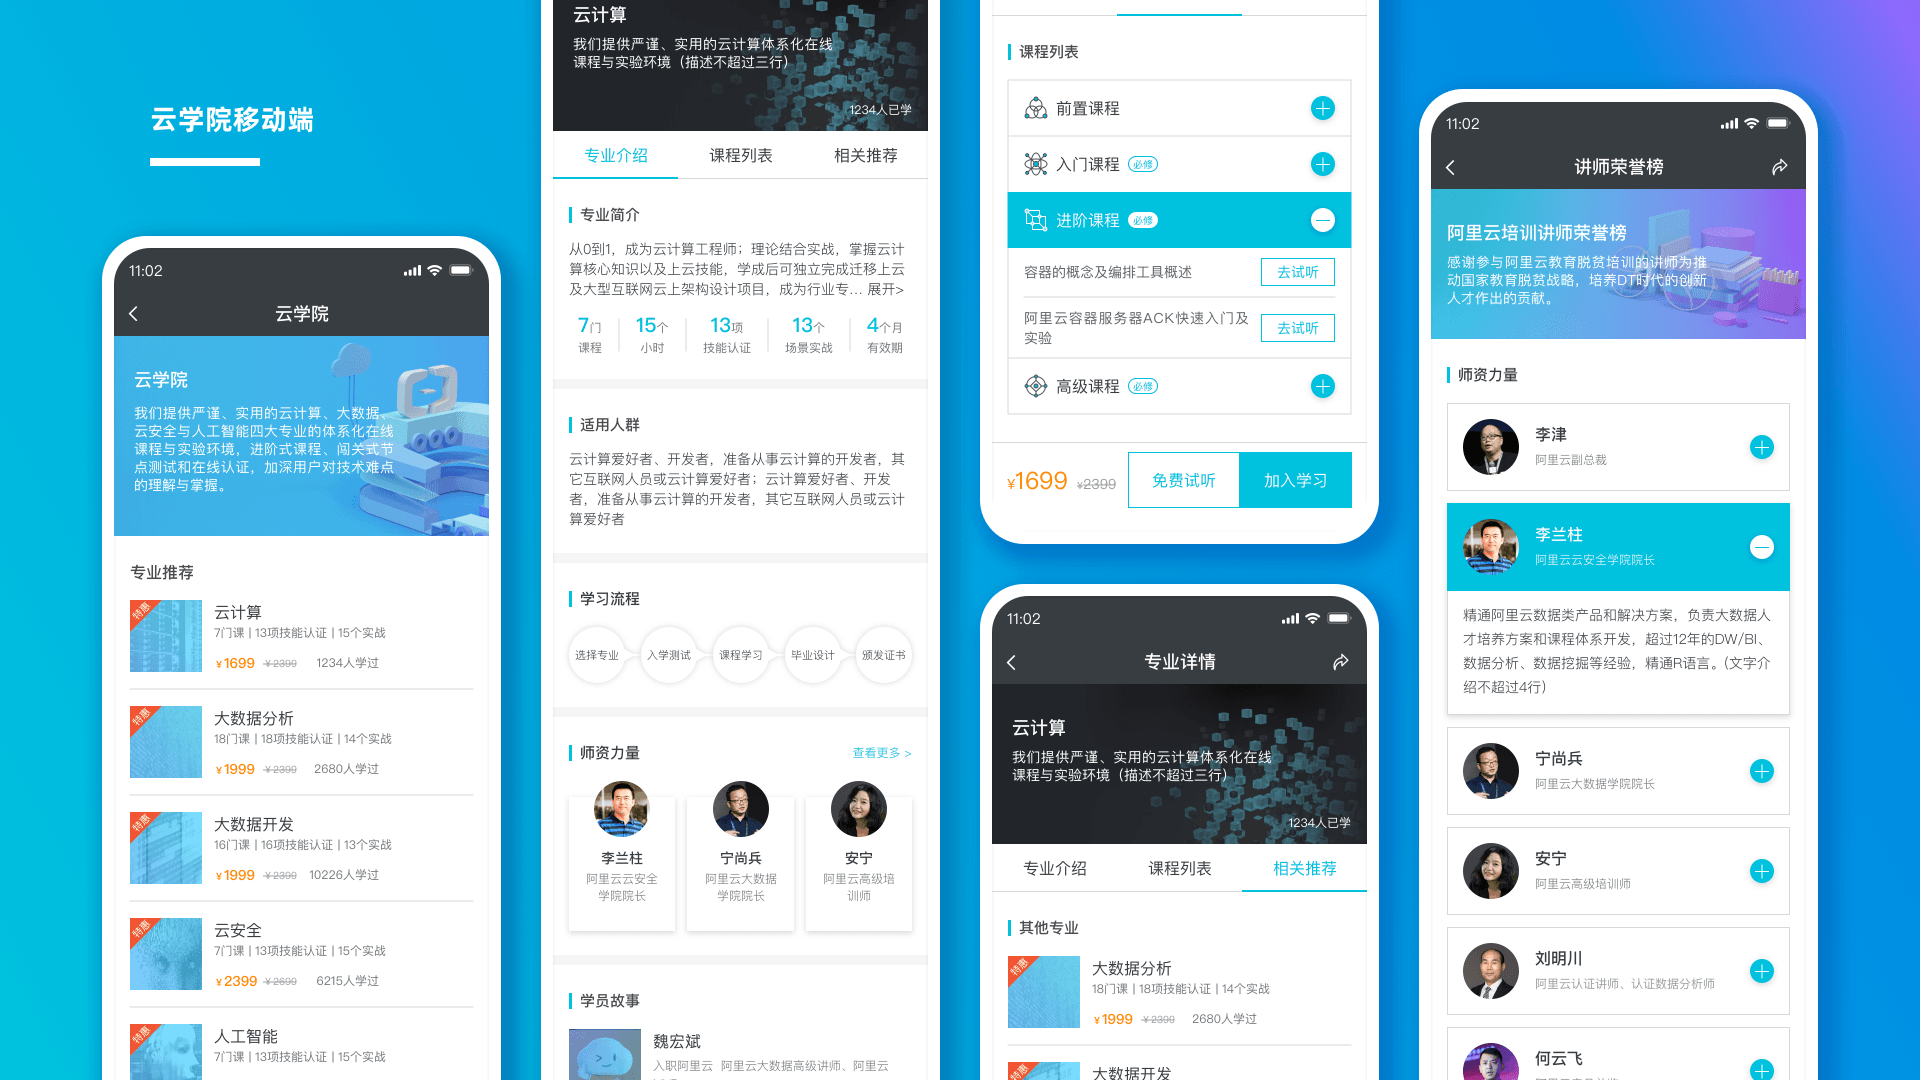 云学院移动端
11:02
云学院
云学院
我们提供严谨、实用的云计算、大数据、
云安全与人工智能四大专业的体系化在线
课程与实验环境，进阶式课程、闯关式节
点测试和在线认证，加深用户对技术难点
的理解与掌握。
专业推荐
特惠
云计算
7门课 | 13项技能认证 | 15个实战
¥1699 ¥2399 1234人学过
特惠
大数据分析
18门课 | 18项技能认证 | 14个实战
¥1999 ¥2399 2680人学过
特惠
大数据开发
16门课 | 16项技能认证 | 13个实战
¥1999 ¥2399 10226人学过
特惠
云安全
7门课 | 13项技能认证 | 15个实战
¥2399 ¥2699 6215人学过
特惠
人工智能
7门课 | 13项技能认证 | 15个实战
云计算
我们提供严谨、实用的云计算体系化在线
课程与实验环境（描述不超过三行）
1234人已学
专业介绍 课程列表 相关推荐
专业简介
从0到1，成为云计算工程师；理论结合实战，掌握云计
算核心知识以及上云技能，学成后可独立完成迁移上云
及大型互联网云上架构设计项目，成为行业专... 展开>
7门 15个 13项 13个 4个月
课程 小时 技能认证 场景实战 有效期
适用人群
云计算爱好者、开发者，准备从事云计算的开发者，其
它互联网人员或云计算爱好者；云计算爱好者、开发
者，准备从事云计算的开发者，其它互联网人员或云计
算爱好者
学习流程
选择专业 入学测试 课程学习 毕业设计 颁发证书
师资力量 查看更多 >
李兰柱 宁尚兵 安宁
阿里云云安全 阿里云大数据 阿里云高级培
学院院长 学院院长 训师
学员故事
魏宏斌
入职阿里云 阿里云大数据高级讲师、阿里云
课程列表
前置课程
入门课程 必修
进阶课程 必修
容器的概念及编排工具概述 去试听
阿里云容器服务器ACK快速入门及
实验
去试听
高级课程 必修
¥1699 ¥2399 免费试听 加入学习
11:02
专业详情
云计算
我们提供严谨、实用的云计算体系化在线
课程与实验环境（描述不超过三行）
1234人已学
专业介绍 课程列表 相关推荐
其他专业
特惠
大数据分析
18门课 | 18项技能认证 | 14个实战
¥1999 ¥2399 2680人学过
特惠
大数据开发
11:02
讲师荣誉榜
阿里云培训讲师荣誉榜
感谢参与阿里云教育脱贫培训的讲师为推
动国家教育脱贫战略，培养DT时代的创新
人才作出的贡献。
师资力量
李津
阿里云副总裁
李兰柱
阿里云云安全学院院长
精通阿里云数据类产品和解决方案，负责大数据人
才培养方案和课程体系开发，超过12年的DW/BI、
数据分析、数据挖掘等经验，精通R语言。(文字介
绍不超过4行）
宁尚兵
阿里云大数据学院院长
安宁
阿里云高级培训师
刘明川
阿里云认证讲师、认证数据分析师
何云飞